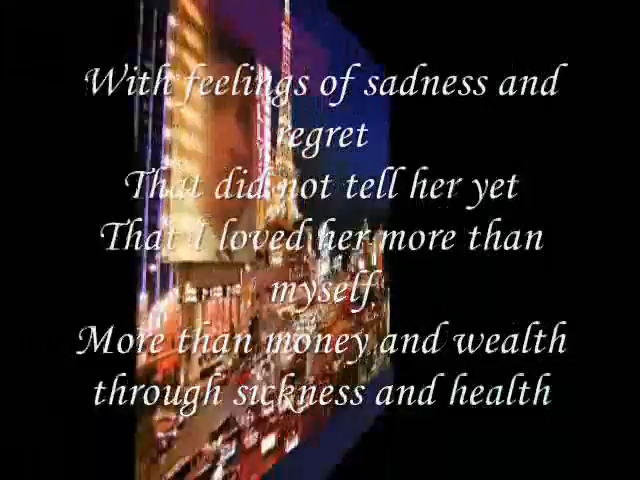 With feelings of sadness and
regret
That did not tell her yet
That I loved her more than
myself
More than money and wealth
through sickness and health